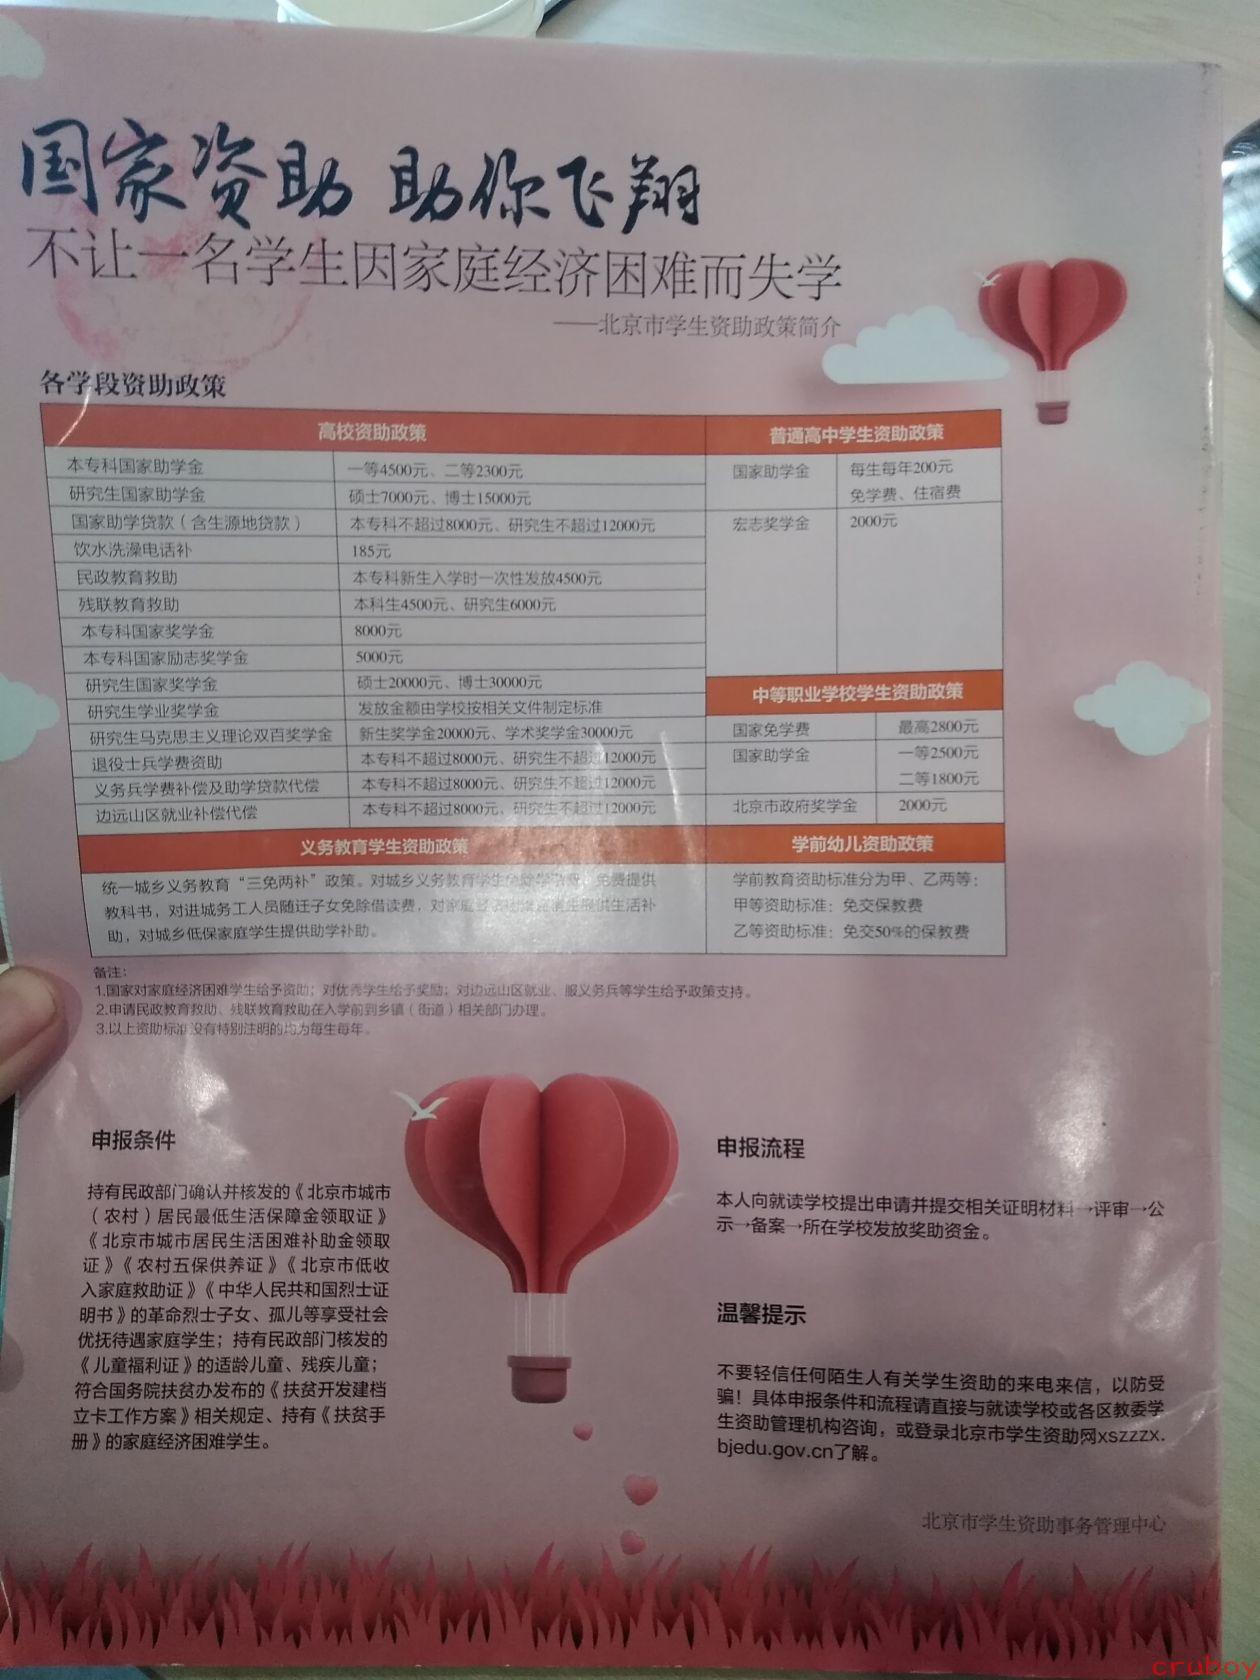 国家资助 助你飞翔
不让一名学生因家庭经济困难而失学
——北京市学生资助政策简介
各学段资助政策
高校资助政策
本专科国家助学金 一等4500元、二等2300元
研究生国家助学金 硕士7000元、博士15000元
国家助学贷款（含生源地贷款） 本专科不超过8000元、研究生不超过12000元
饮水洗澡电话补 185元
民政教育救助 本专科新生入学时一次性发放4500元
残联教育救助 本科生4500元、研究生6000元
本专科国家奖学金 8000元
本专科国家励志奖学金 5000元
研究生国家奖学金 硕士20000元、博士30000元
研究生学业奖学金 发放金额由学校按相关文件制定标准
研究生马克思主义理论双百奖学金 新生奖学金20000元、学术奖学金30000元
退役士兵学费资助 本专科不超过8000元、研究生不超过12000元
义务兵学费补偿及助学贷款代偿 本专科不超过8000元、研究生不超过12000元
边远山区就业补偿代偿 本专科不超过8000元、研究生不超过12000元
普通高中学生资助政策
国家助学金 每生每年200元
免学费、住宿费
宏志奖学金 2000元
中等职业学校学生资助政策
国家免学费 最高2800元
国家助学金 一等2500元
二等1800元
北京市政府奖学金 2000元
义务教育学生资助政策
统一城乡义务教育“三免两补”政策。对城乡义务教育学生免除学杂费、免费提供
教科书，对进城务工人员随迁子女免除借读费，对家庭经济困难寄宿生提供生活补
助，对城乡低保家庭学生提供助学补助。
学前幼儿资助政策
学前教育资助标准分为甲、乙两等：
甲等资助标准：免交保教费
乙等资助标准：免交50%的保教费
备注：
1.国家对家庭经济困难学生给予资助；对优秀学生给予奖励；对边远山区就业、服义务兵等学生给予政策支持。
2.申请民政教育救助、残联教育救助在入学前到乡镇（街道）相关部门办理。
3.以上资助标准没有特别注明的均为每生每年。
申报条件
持有民政部门确认并核发的《北京市城市
（农村）居民最低生活保障金领取证》
《北京市城市居民生活困难补助金领取
证》《农村五保供养证》《北京市低收
入家庭救助证》《中华人民共和国烈士证
明书》的革命烈士子女、孤儿等享受社会
优抚待遇家庭学生；持有民政部门核发的
《儿童福利证》的适龄儿童、残疾儿童；
符合国务院扶贫办发布的《扶贫开发建档
立卡工作方案》相关规定、持有《扶贫手
册》的家庭经济困难学生。
申报流程
本人向就读学校提出申请并提交相关证明材料→评审→公
示→备案→所在学校发放奖助资金。
温馨提示
不要轻信任何陌生人有关学生资助的来电来信，以防受
骗！具体申报条件和流程请直接与就读学校或各区教委学
生资助管理机构咨询，或登录北京市学生资助网xszzzx.
bjedu.gov.cn了解。
北京市学生资助事务管理中心
cruboy